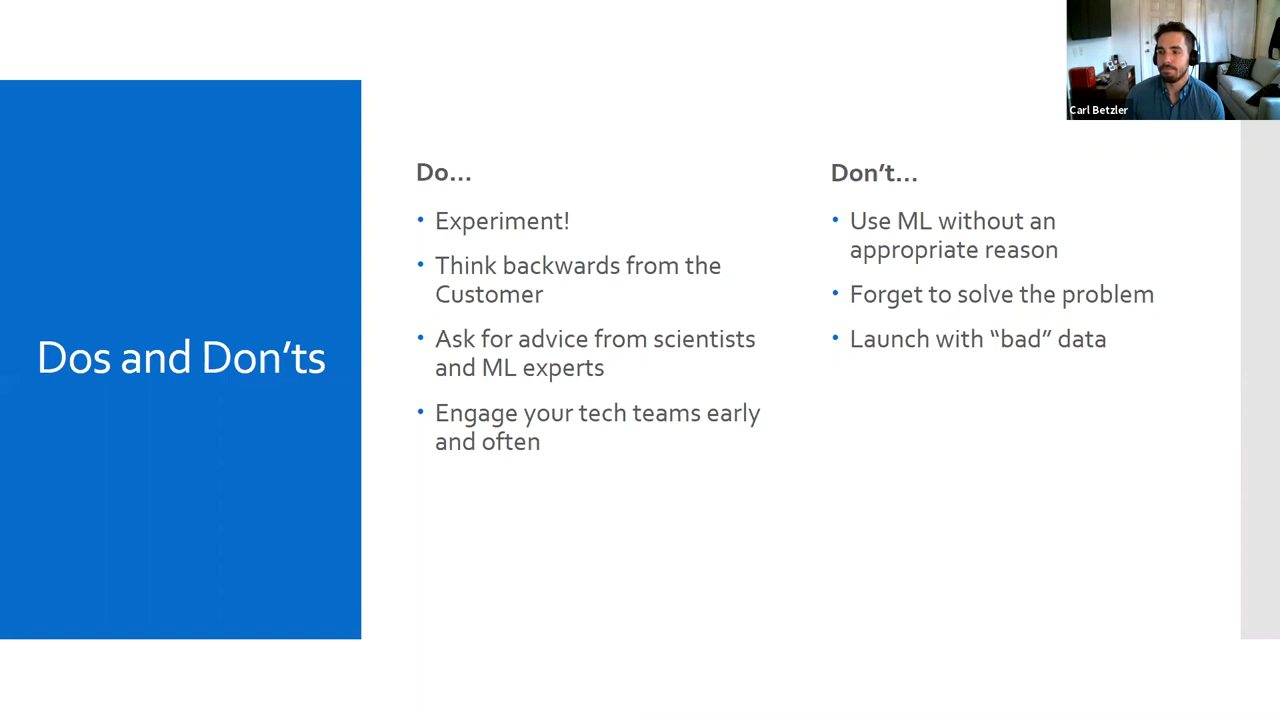 Carl Betzler
Dos and Don’ts
Do…
• Experiment!
• Think backwards from the
Customer
• Ask for advice from scientists
and ML experts
• Engage your tech teams early
and often
Don’t…
• Use ML without an
appropriate reason
• Forget to solve the problem
• Launch with “bad” data